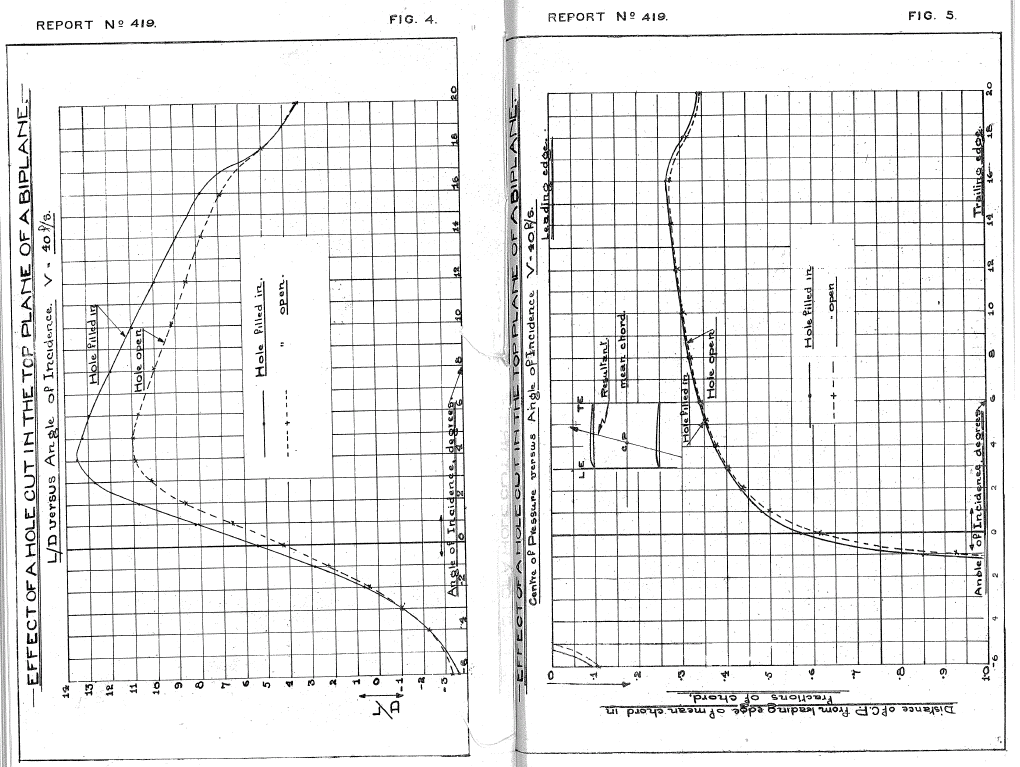 REPORT Nº 419.
FIG. 4.
EFFECT OF A HOLE CUT IN THE TOP PLANE OF A BIPLANE.
L/D versus Angle of Incidence. V = 40 f/s.
Hole filled in
Hole open
Hole filled in.
" open.
14
13
12
11
10
9
8
7
6
5
4
3
2
1
0
-1
-3
L/D
Angle of Incidence, degrees.
-6
-4
-2
0
2
4
6
8
10
12
14
16
18
20
REPORT Nº 419.
FIG. 5.
EFFECT OF A HOLE CUT IN THE TOP PLANE OF A BIPLANE.
Centre of Pressure versus Angle of Incidence V = 40 f/s.
Leading edge.
Trailing edge.
L E
T E
Resultant
mean chord.
C.P
Hole filled in
Hole open
Hole filled in
- open
0
.1
.2
.3
.4
.5
.6
.7
.8
.9
1.0
Distance of C.P. from leading edge of mean chord in
Fractions of chord.
Angle of Incidence, degrees
-6
4
2
0
2
4
6
8
10
12
14
16
18
20